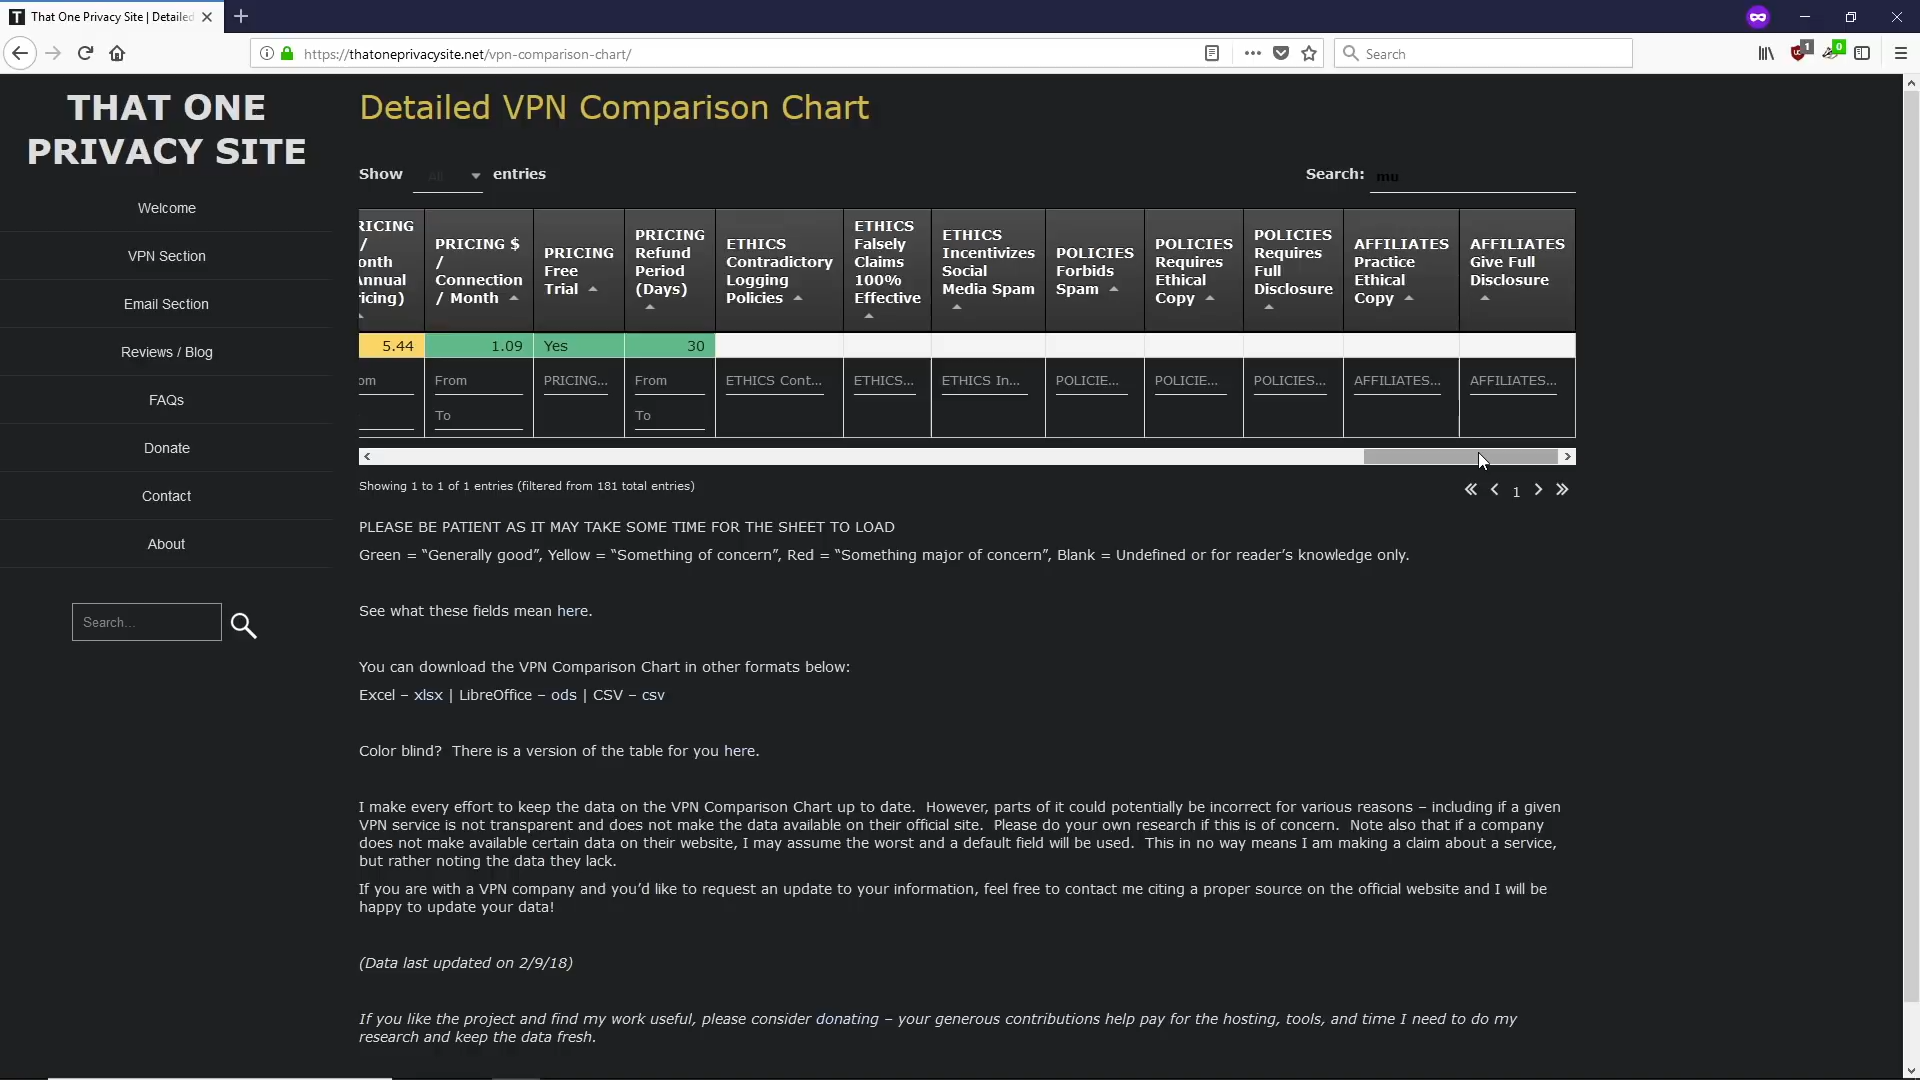 That One Privacy Site | Detailed
https://thatoneprivacysite.net/vpn-comparison-chart/
Search
1
0
THAT ONE
PRIVACY SITE
Welcome
VPN Section
Email Section
Reviews / Blog
FAQs
Donate
Contact
About
Search...
Detailed VPN Comparison Chart
Show All entries
Search: mu
RICING
/
onth
Annual
ricing)
PRICING $
/
Connection
/ Month
PRICING
Free
Trial
PRICING
Refund
Period
(Days)
ETHICS
Contradictory
Logging
Policies
ETHICS
Falsely
Claims
100%
Effective
ETHICS
Incentivizes
Social
Media Spam
POLICIES
Forbids
Spam
POLICIES
Requires
Ethical
Copy
POLICIES
Requires
Full
Disclosure
AFFILIATES
Practice
Ethical
Copy
AFFILIATES
Give Full
Disclosure
5.44 1.09 Yes 30
om From PRICING... From ETHICS Cont... ETHICS... ETHICS In... POLICIE... POLICIE... POLICIES... AFFILIATES... AFFILIATES...
To To
Showing 1 to 1 of 1 entries (filtered from 181 total entries)
1
PLEASE BE PATIENT AS IT MAY TAKE SOME TIME FOR THE SHEET TO LOAD
Green = “Generally good”, Yellow = “Something of concern”, Red = “Something major of concern”, Blank = Undefined or for reader’s knowledge only.
See what these fields mean here.
You can download the VPN Comparison Chart in other formats below:
Excel – xlsx | LibreOffice – ods | CSV – csv
Color blind?  There is a version of the table for you here.
I make every effort to keep the data on the VPN Comparison Chart up to date.  However, parts of it could potentially be incorrect for various reasons – including if a given
VPN service is not transparent and does not make the data available on their official site.  Please do your own research if this is of concern.  Note also that if a company
does not make available certain data on their website, I may assume the worst and a default field will be used.  This in no way means I am making a claim about a service,
but rather noting the data they lack.
If you are with a VPN company and you’d like to request an update to your information, feel free to contact me citing a proper source on the official website and I will be
happy to update your data!
(Data last updated on 2/9/18)
If you like the project and find my work useful, please consider donating – your generous contributions help pay for the hosting, tools, and time I need to do my
research and keep the data fresh.